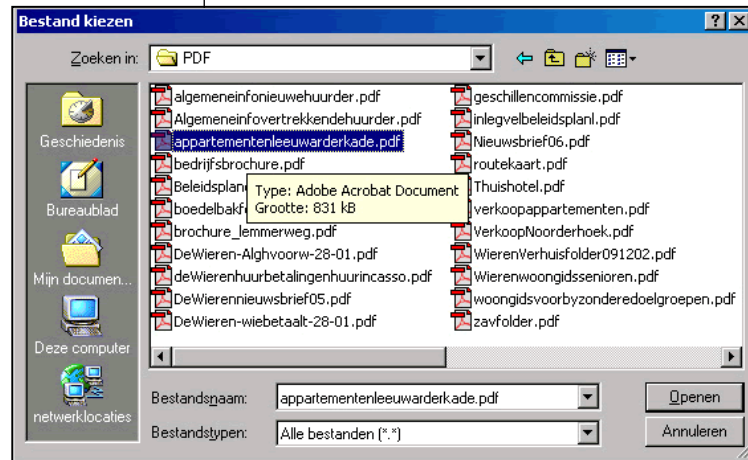 Bestand kiezen
Zoeken in: PDF
Geschiedenis
Bureaublad
Mijn documen...
Deze computer
netwerklocaties
algemeneinfonieuwehuurder.pdf
Algemeneinfovertrekkendehuurder.pdf
appartementenleeuwarderkade.pdf
bedrijfsbrochure.pdf
Beleidsplan
boedelbakf
brochure_lemmerweg.pdf
DeWieren-Alghvoorw-28-01.pdf
deWierenhuurbetalingenhuurincasso.pdf
DeWierennieuwsbrief05.pdf
DeWieren-wiebetaalt-28-01.pdf
Type: Adobe Acrobat Document
Grootte: 831 kB
geschillencommissie.pdf
inlegvelbeleidsplanl.pdf
Nieuwsbrief06.pdf
routekaart.pdf
Thuishotel.pdf
verkoopappartementen.pdf
VerkoopNoorderhoek.pdf
WierenVerhuisfolder091202.pdf
Wierenwoongidssenioren.pdf
woongidsvoorbyzonderedoelgroepen.pdf
zavfolder.pdf
Bestandsnaam: appartementenleeuwarderkade.pdf Openen
Bestandstypen: Alle bestanden (*.*) Annuleren